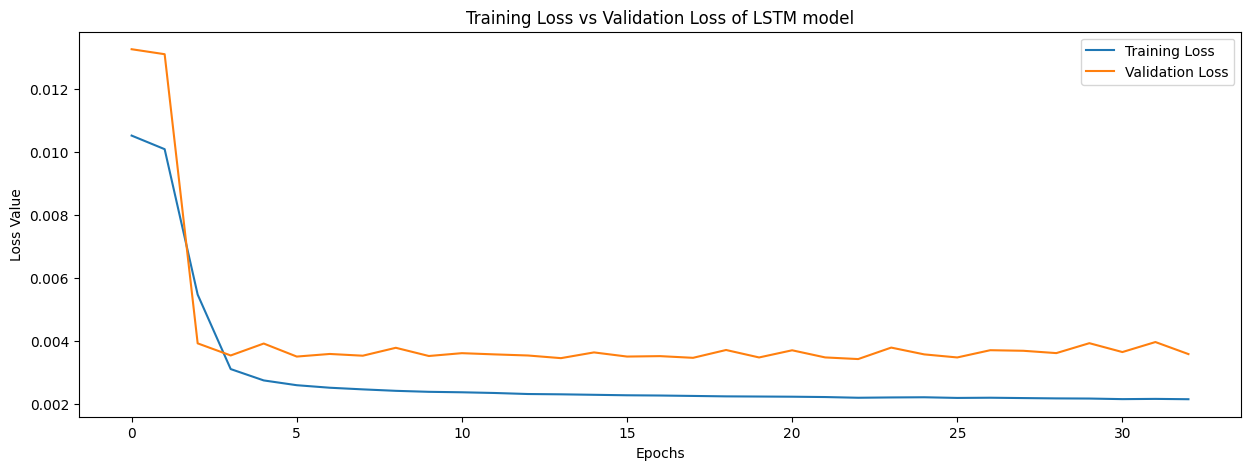 Training Loss vs Validation Loss of LSTM model
Training Loss
Validation Loss
Loss Value
0.012
0.010
0.008
0.006
0.004
0.002
0 5 10 15 20 25 30
Epochs